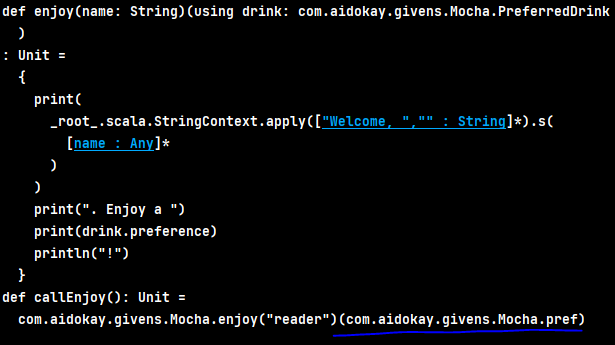 def enjoy(name: String)(using drink: com.aidokay.givens.Mocha.PreferredDrink
  )
: Unit =
  {
    print(
      _root_.scala.StringContext.apply(["Welcome, ","" : String]*).s(
        [name : Any]*
      )
    )
    print(". Enjoy a ")
    print(drink.preference)
    println("!")
  }
def callEnjoy(): Unit =
  com.aidokay.givens.Mocha.enjoy("reader")(com.aidokay.givens.Mocha.pref)